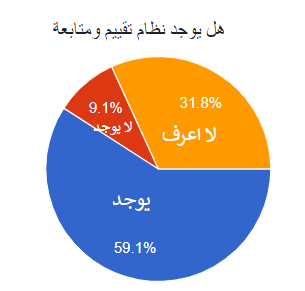 هل يوجد نظام تقييم ومتابعة
31.8%
لا اعرف
9.1%
لا يوجد
يوجد
59.1%